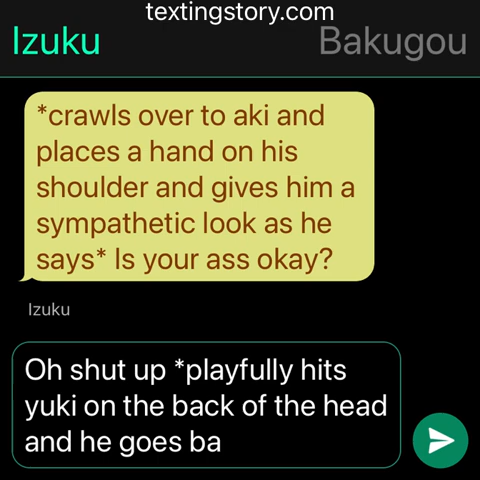 textingstory.com
Izuku
Bakugou
*crawls over to aki and
places a hand on his
shoulder and gives him a
sympathetic look as he
says* Is your ass okay?
Izuku
Oh shut up *playfully hits
yuki on the back of the head
and he goes ba